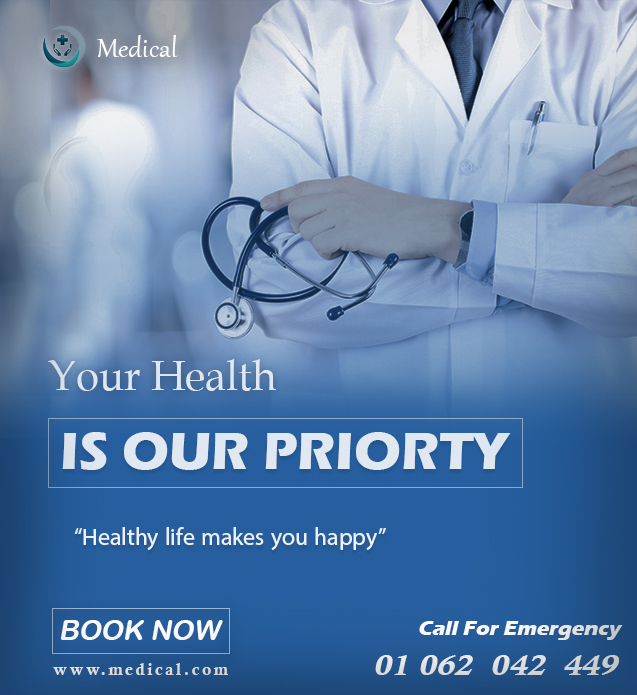 Medical
Your Health
IS OUR PRIORTY
“Healthy life makes you happy”
BOOK NOW
www.medical.com
Call For Emergency
01 062 042 449